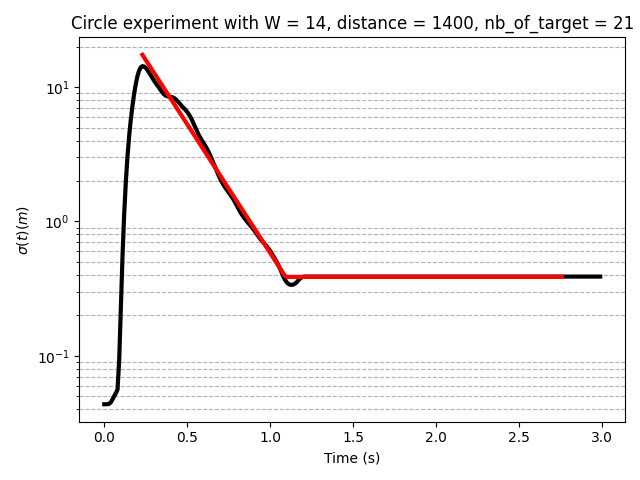 Circle experiment with W = 14, distance = 1400, nb_of_target = 21
σ(t)(m)
10¹
10⁰
10⁻¹
0.0 0.5 1.0 1.5 2.0 2.5 3.0
Time (s)